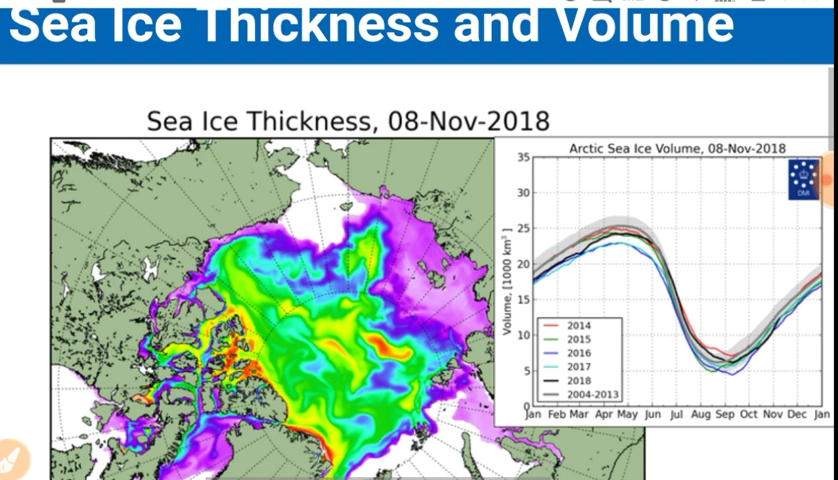 Sea Ice Thickness and Volume
Sea Ice Thickness, 08-Nov-2018
Arctic Sea Ice Volume, 08-Nov-2018
35
30
25
20
15
10
5
0
Volume, [1000 km³ ]
DMI
2014
2015
2016
2017
2018
2004-2013
Jan Feb Mar Apr May Jun Jul Aug Sep Oct Nov Dec Jan